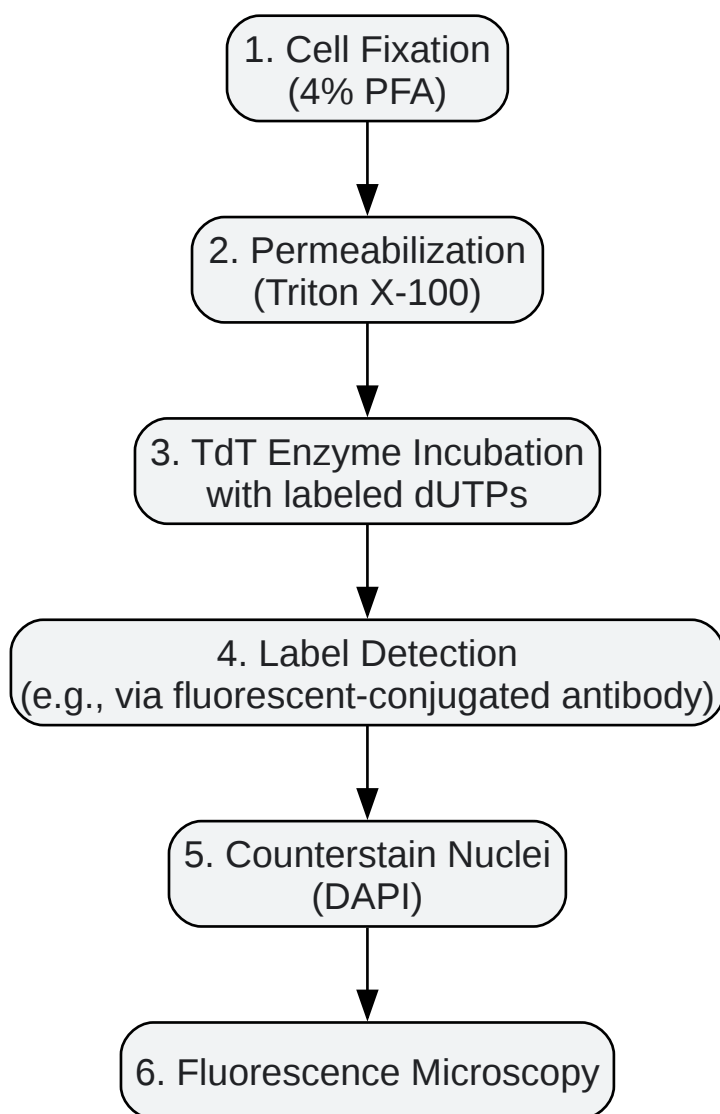 1. Cell Fixation
(4% PFA)
2. Permeabilization
(Triton X-100)
3. TdT Enzyme Incubation
with labeled dUTPs
4. Label Detection
(e.g., via fluorescent-conjugated antibody)
5. Counterstain Nuclei
(DAPI)
6. Fluorescence Microscopy